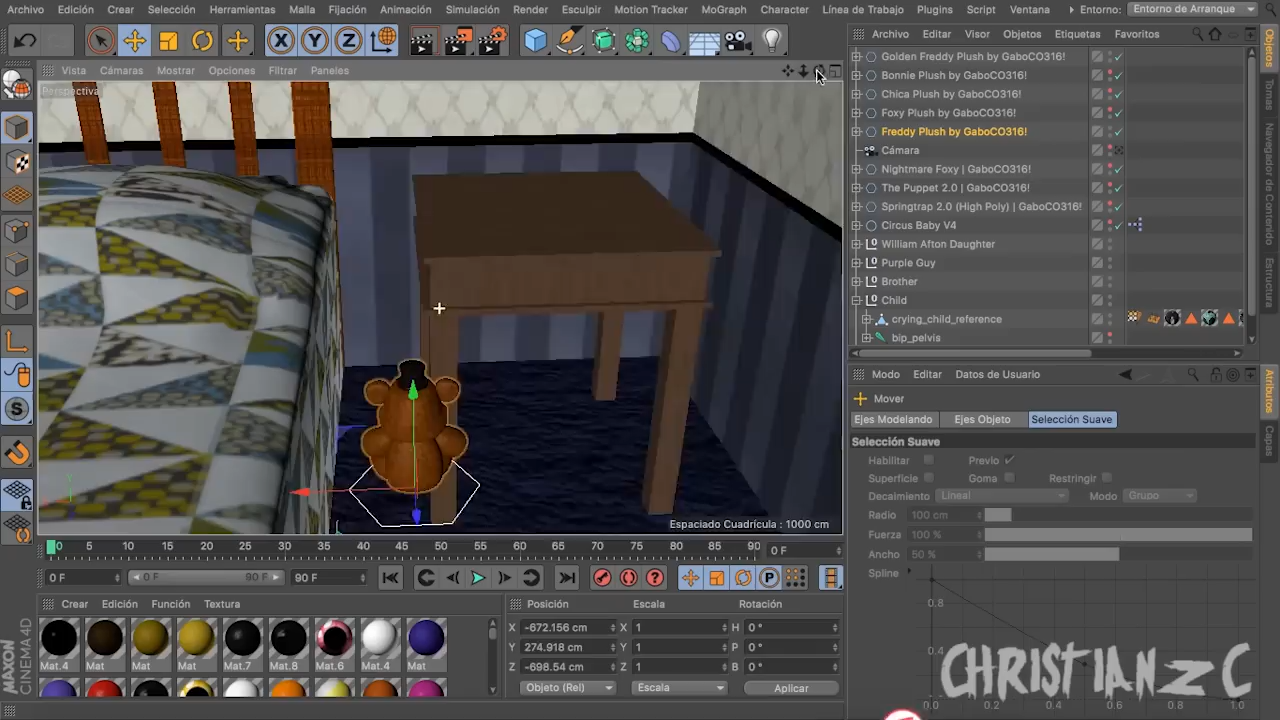 Archivo Edición Crear Selección Herramientas Malla Fijación Animación Simulación Render Esculpir Motion Tracker MoGraph Character Línea de Trabajo Plugins Script Ventana Entorno: Entorno de Arranque
X Y Z
Vista Cámaras Mostrar Opciones Filtrar Paneles
Perspectiva
Archivo Editar Visor Objetos Etiquetas Favoritos
Golden Freddy Plush by GaboCO316!
Bonnie Plush by GaboCO316!
Chica Plush by GaboCO316!
Foxy Plush by GaboCO316!
Freddy Plush by GaboCO316!
Cámara
Nightmare Foxy | GaboCO316!
The Puppet 2.0 | GaboCO316!
Springtrap 2.0 (High Poly) | GaboCO316!
Circus Baby V4
William Afton Daughter
Purple Guy
Brother
Child
crying_child_reference
bip_pelvis
Objetos
Tomas
Navegador de Contenido
Estructura
Modo Editar Datos de Usuario
Mover
Ejes Modelando Ejes Objeto Selección Suave
Selección Suave
Habilitar Previo
Superficie Goma Restringir
Decaimiento Lineal Modo Grupo
Radio 100 cm
Fuerza 100 %
Ancho 50 %
Spline
0.8
0.4
0.0 0.2 0.4 0.6 0.8 1.0
Atributos
Capas
Espaciado Cuadrícula : 1000 cm
0 5 10 15 20 25 30 35 40 45 50 55 60 65 70 75 80 85 90 0 F
0 F 0 F 90 F 90 F
Crear Edición Función Textura
Mat.4 Mat Mat Mat Mat.7 Mat.8 Mat.6 Mat.4 Mat
Posición Escala Rotación
X -672.156 cm X 1 H 0 °
Y 274.918 cm Y 1 P 0 °
Z -698.54 cm Z 1 B 0 °
Objeto (Rel) Escala Aplicar
MAXON
CINEMA 4D
CHRISTIAN Z C